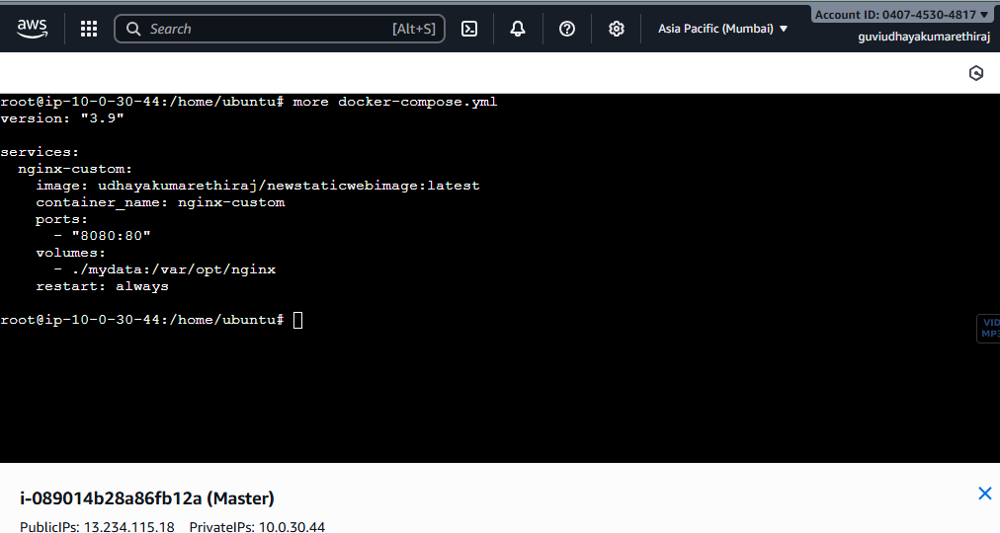 aws
Search
[Alt+S]
Asia Pacific (Mumbai)
Account ID: 0407-4530-4817
guviudhayakumarethiraj
root@ip-10-0-30-44:/home/ubuntu# more docker-compose.yml
version: "3.9"
services:
  nginx-custom:
    image: udhayakumarethiraj/newstaticwebimage:latest
    container_name: nginx-custom
    ports:
      - "8080:80"
    volumes:
      - ./mydata:/var/opt/nginx
    restart: always
root@ip-10-0-30-44:/home/ubuntu#
VID
MP3
i-089014b28a86fb12a (Master)
PublicIPs: 13.234.115.18 PrivateIPs: 10.0.30.44